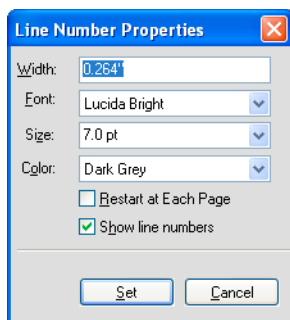 Line Number Properties
Width: 0.264"
Font: Lucida Bright
Size: 7.0 pt
Color: Dark Grey
Restart at Each Page
Show line numbers
Set Cancel